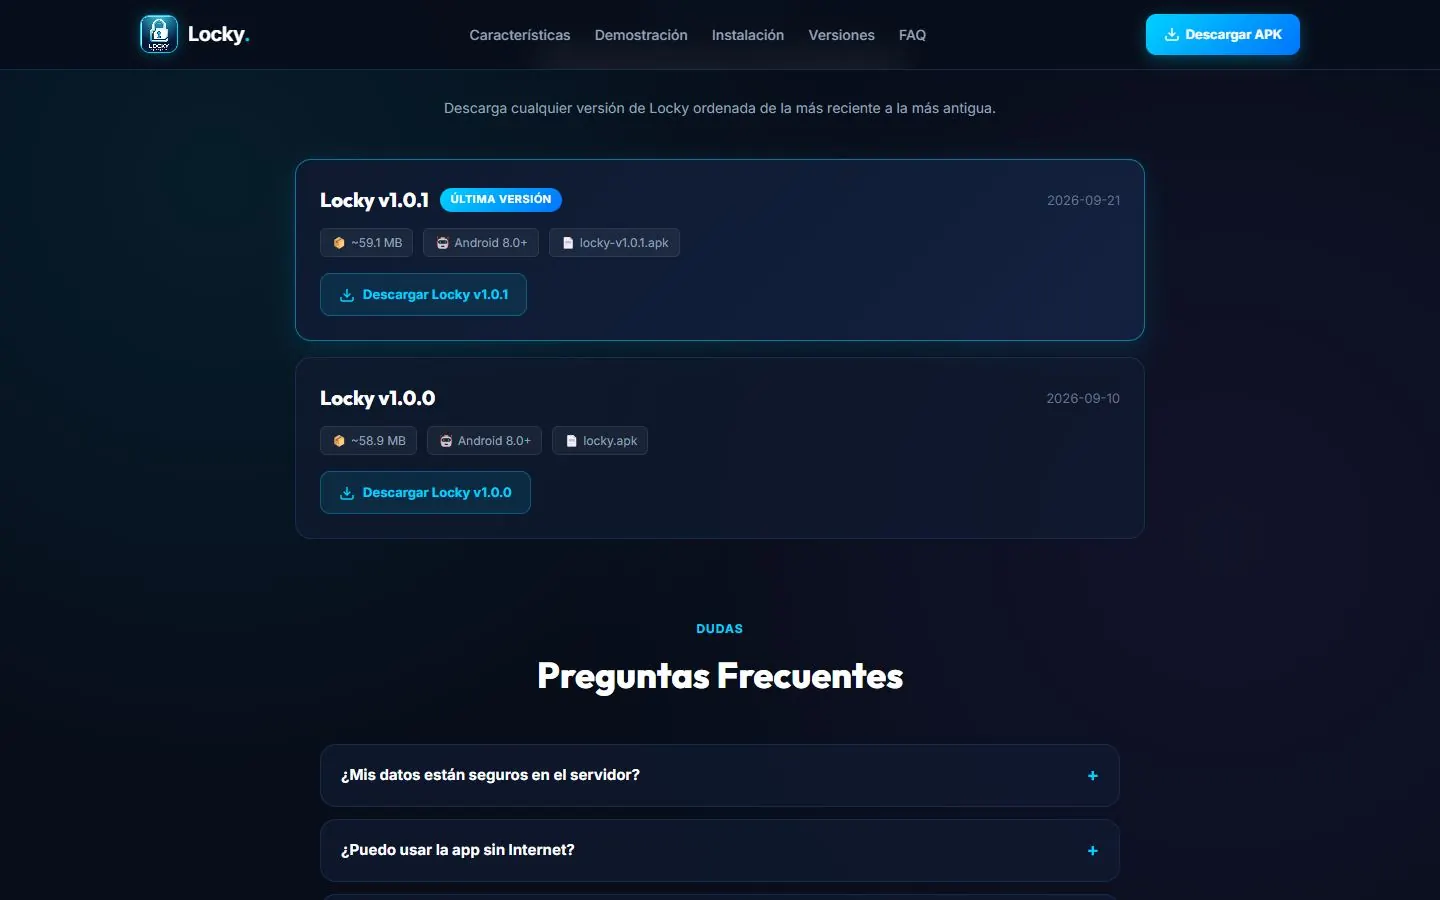 LOCKY
Locky.
Características
Demostración
Instalación
Versiones
FAQ
Descargar APK
Descarga cualquier versión de Locky ordenada de la más reciente a la más antigua.
Locky v1.0.1
ÚLTIMA VERSIÓN
2026-09-21
~59.1 MB
Android 8.0+
locky-v1.0.1.apk
Descargar Locky v1.0.1
Locky v1.0.0
2026-09-10
~58.9 MB
Android 8.0+
locky.apk
Descargar Locky v1.0.0
DUDAS
Preguntas Frecuentes
¿Mis datos están seguros en el servidor?
+
¿Puedo usar la app sin Internet?
+